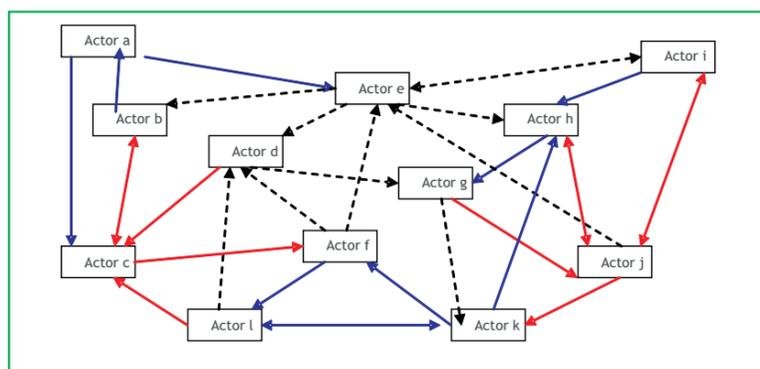 Actor a
Actor i
Actor e
Actor b
Actor h
Actor d
Actor g
Actor f
Actor c
Actor j
Actor l
Actor k